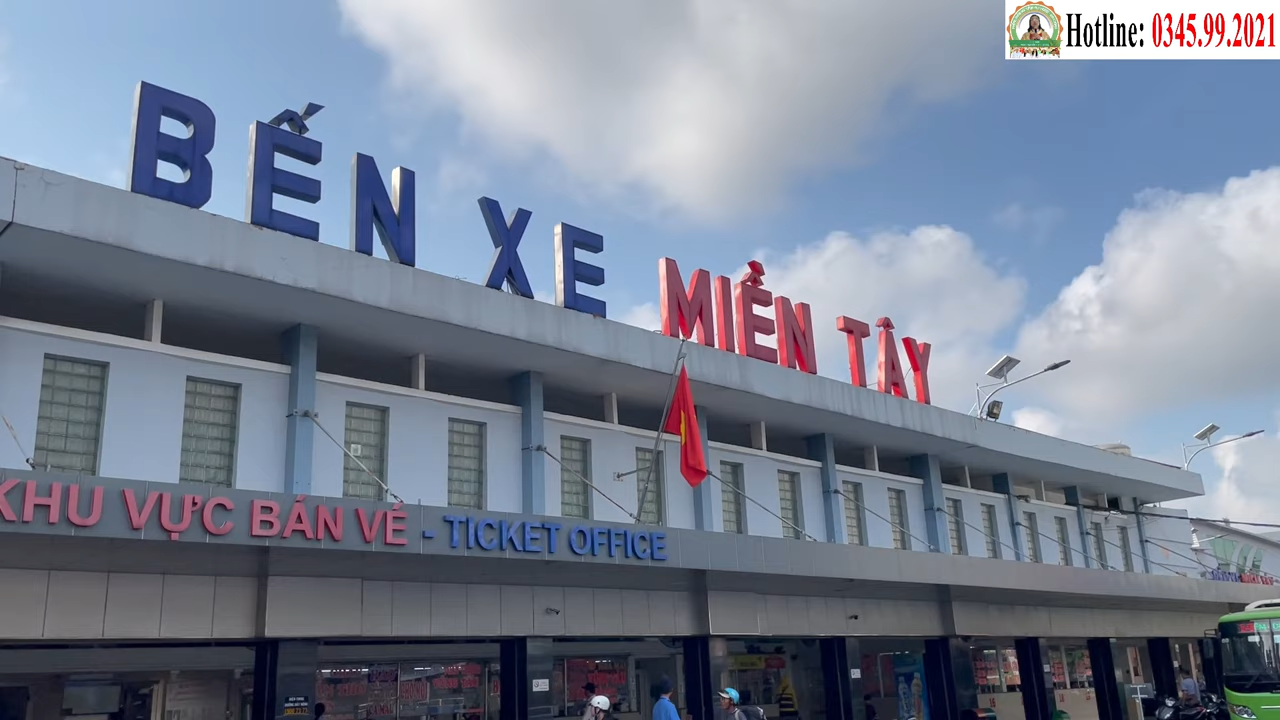 Hotline: 0345.99.2021
BẾN XE MIỀN TÂY
KHU VỰC BÁN VÉ - TICKET OFFICE